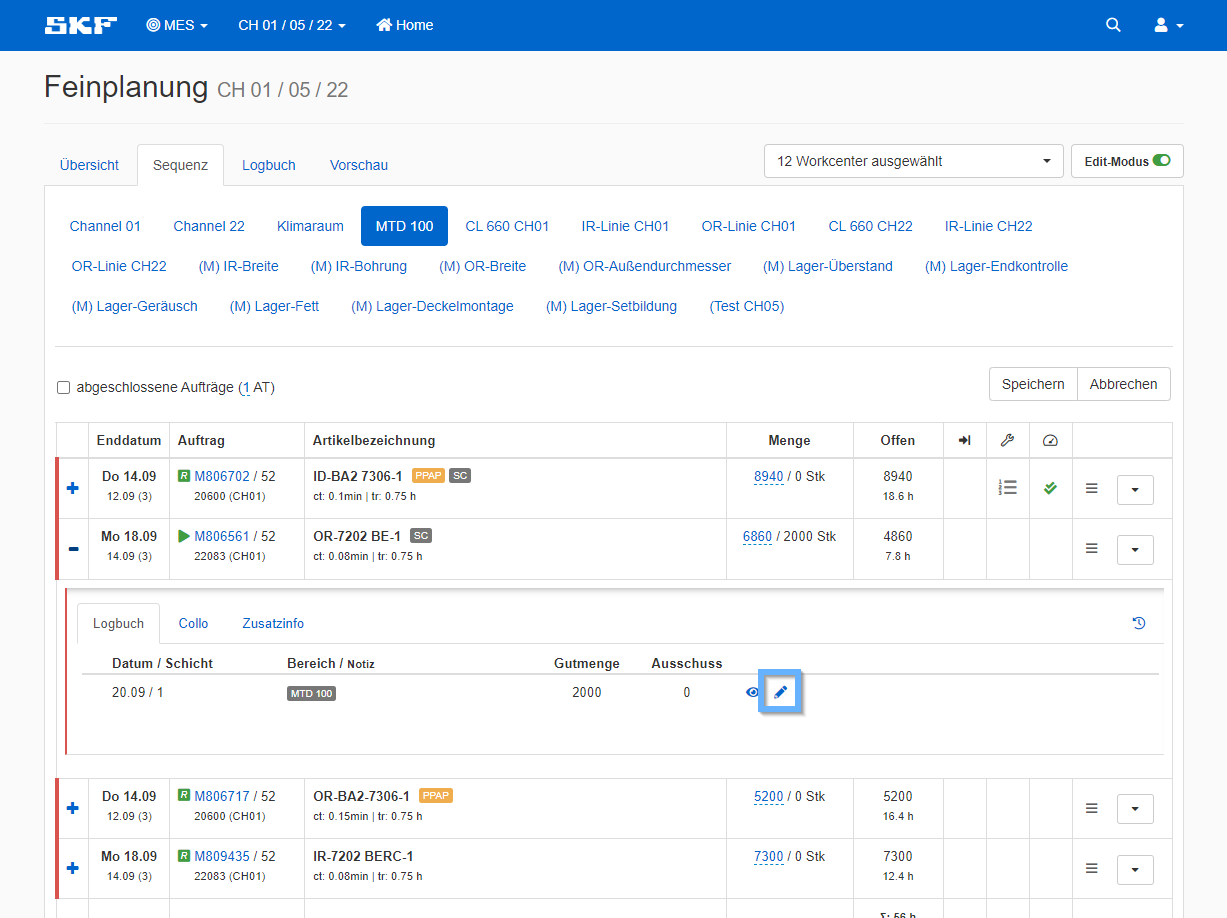 SKF MES CH 01 / 05 / 22 Home
Feinplanung CH 01 / 05 / 22
Übersicht Sequenz Logbuch Vorschau 12 Workcenter ausgewählt Edit-Modus
Channel 01 Channel 22 Klimaraum MTD 100 CL 660 CH01 IR-Linie CH01 OR-Linie CH01 CL 660 CH22 IR-Linie CH22
OR-Linie CH22 (M) IR-Breite (M) IR-Bohrung (M) OR-Breite (M) OR-Außendurchmesser (M) Lager-Überstand (M) Lager-Endkontrolle
(M) Lager-Geräusch (M) Lager-Fett (M) Lager-Deckelmontage (M) Lager-Setbildung (Test CH05)
abgeschlossene Aufträge (1 AT) Speichern Abbrechen
Enddatum Auftrag Artikelbezeichnung Menge Offen
Do 14.09 R M806702 / 52 ID-BA2 7306-1 PPAP SC 8940 / 0 Stk 8940
12.09 (3) 20600 (CH01) ct: 0.1min | tr: 0.75 h 18.6 h
Mo 18.09 M806561 / 52 OR-7202 BE-1 SC 6860 / 2000 Stk 4860
14.09 (3) 22083 (CH01) ct: 0.08min | tr: 0.75 h 7.8 h
Logbuch Collo Zusatzinfo
Datum / Schicht Bereich / Notiz Gutmenge Ausschuss
20.09 / 1 MTD 100 2000 0
Do 14.09 R M806717 / 52 OR-BA2-7306-1 PPAP 5200 / 0 Stk 5200
12.09 (3) 20600 (CH01) ct: 0.15min | tr: 0.75 h 16.4 h
Mo 18.09 R M809435 / 52 IR-7202 BERC-1 7300 / 0 Stk 7300
14.09 (3) 22083 (CH01) ct: 0.08min | tr: 0.75 h 12.4 h
Σ: 56 h